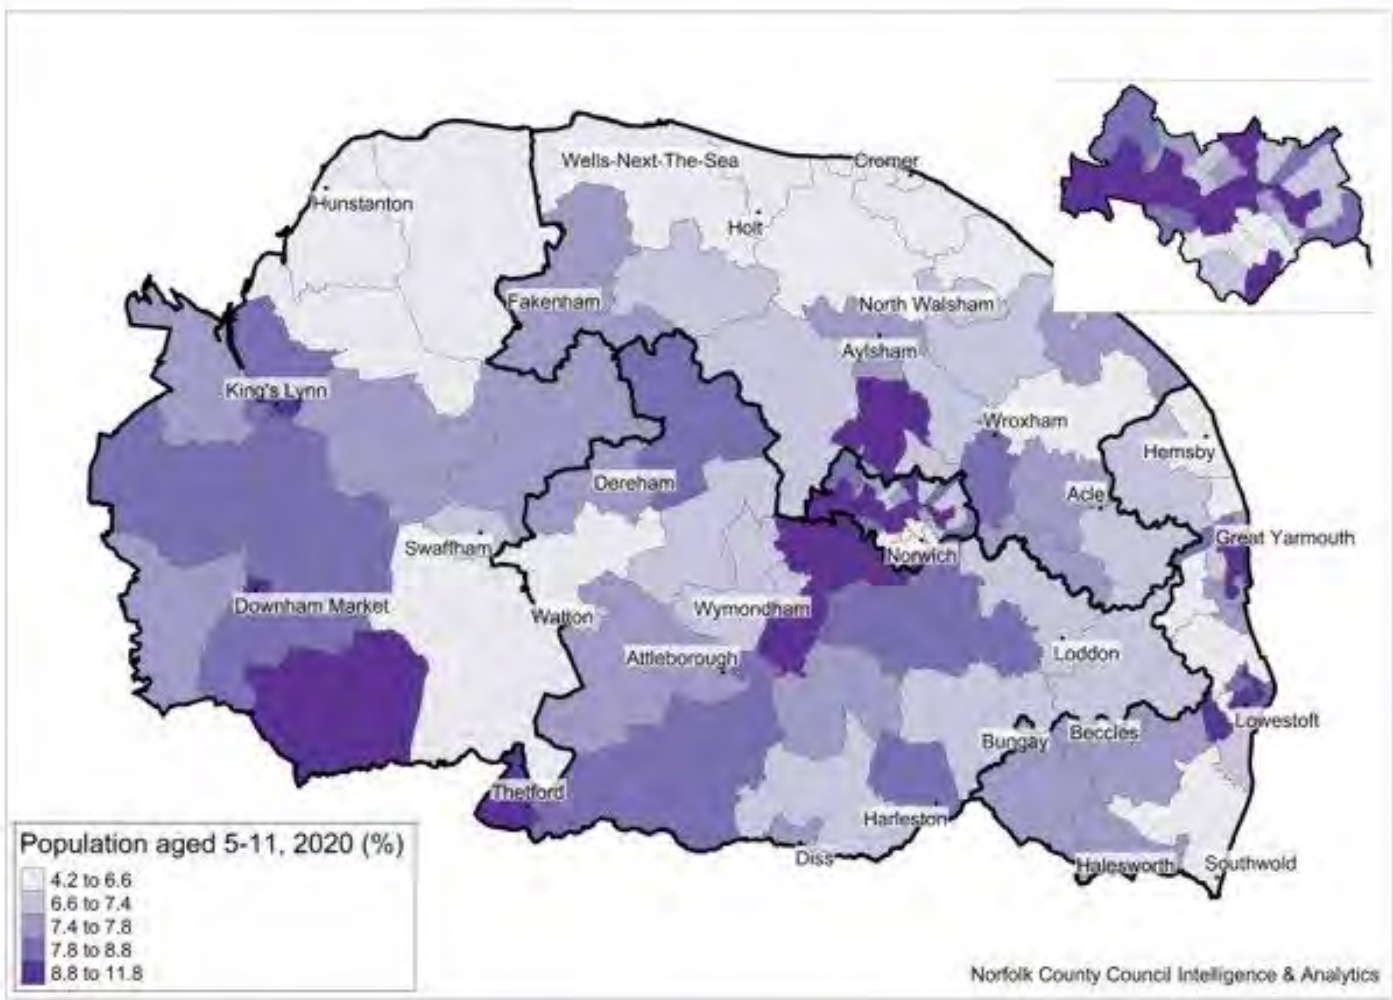 Wells-Next-The-Sea
Cromer
Hunstanton
Holt
Fakenham
North Walsham
Aylsham
King's Lynn
Wroxham
Hemsby
Dereham
Acle
Swaffham
Norwich
Great Yarmouth
Downham Market
Watton
Wymondham
Attleborough
Loddon
Lowestoft
Bungay
Beccles
Thetford
Harleston
Diss
Halesworth
Southwold
Population aged 5-11, 2020 (%)
4.2 to 6.6
6.6 to 7.4
7.4 to 7.8
7.8 to 8.8
8.8 to 11.8
Norfolk County Council Intelligence & Analytics